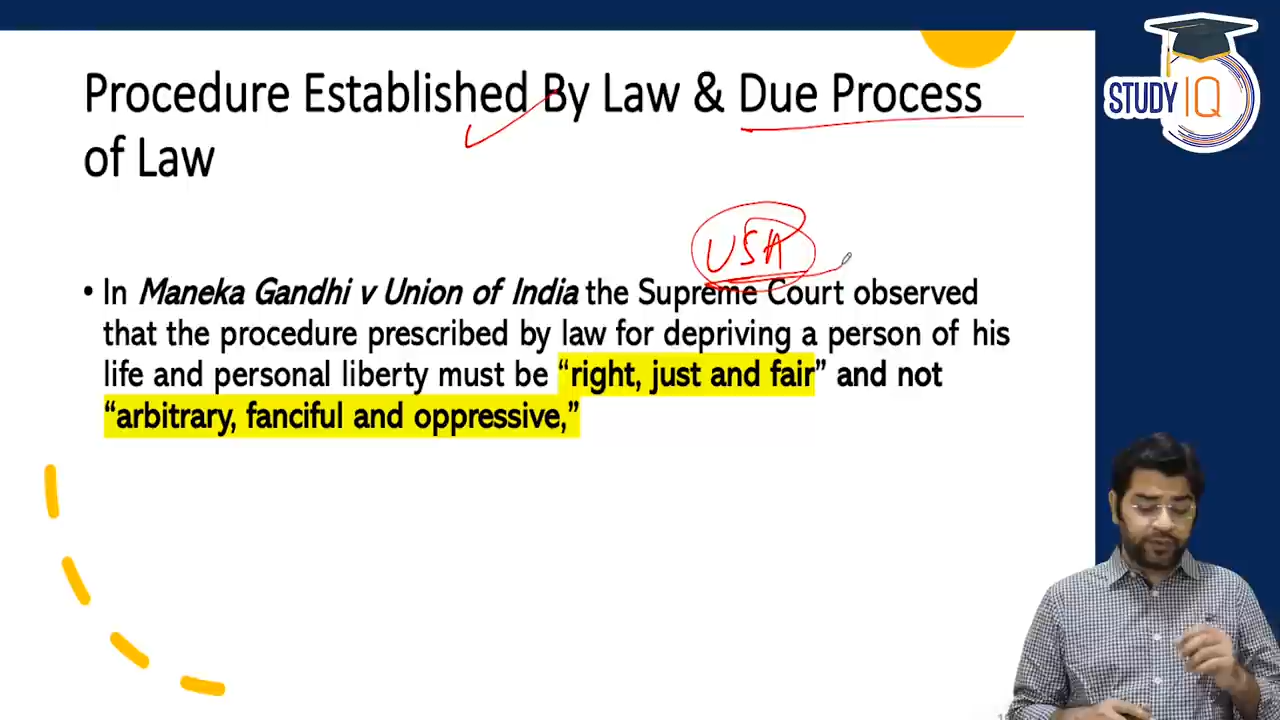 Procedure Established By Law & Due Process
of Law
STUDY IQ
USA
• In Maneka Gandhi v Union of India the Supreme Court observed
that the procedure prescribed by law for depriving a person of his
life and personal liberty must be “right, just and fair” and not
“arbitrary, fanciful and oppressive,”